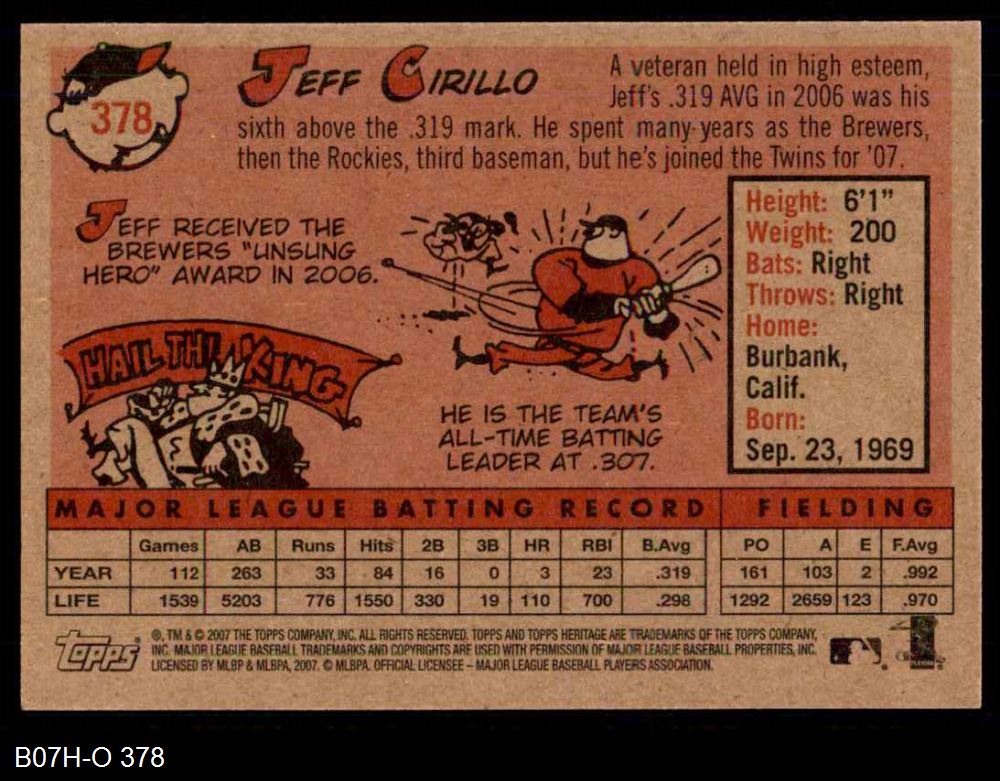 378
JEFF CIRILLO
A veteran held in high esteem,
Jeff's .319 AVG in 2006 was his
sixth above the .319 mark. He spent many years as the Brewers,
then the Rockies, third baseman, but he's joined the Twins for '07.
JEFF RECEIVED THE
BREWERS "UNSUNG
HERO" AWARD IN 2006.
HAIL TH KING
HE IS THE TEAM'S
ALL-TIME BATTING
LEADER AT .307.
Height: 6'1"
Weight: 200
Bats: Right
Throws: Right
Home:
Burbank,
Calif.
Born:
Sep. 23, 1969
MAJOR LEAGUE BATTING RECORD FIELDING
Games AB Runs Hits 2B 3B HR RBI B.Avg PO A E F.Avg
YEAR 112 263 33 84 16 0 3 23 .319 161 103 2 .992
LIFE 1539 5203 776 1550 330 19 110 700 .298 1292 2659 123 .970
Topps
®, TM & © 2007 THE TOPPS COMPANY, INC. ALL RIGHTS RESERVED. TOPPS AND TOPPS HERITAGE ARE TRADEMARKS OF THE TOPPS COMPANY,
INC. MAJOR LEAGUE BASEBALL TRADEMARKS AND COPYRIGHTS ARE USED WITH PERMISSION OF MAJOR LEAGUE BASEBALL PROPERTIES, INC.
LICENSED BY MLBP & MLBPA, 2007. © MLBPA. OFFICIAL LICENSEE – MAJOR LEAGUE BASEBALL PLAYERS ASSOCIATION.
B07H-O 378